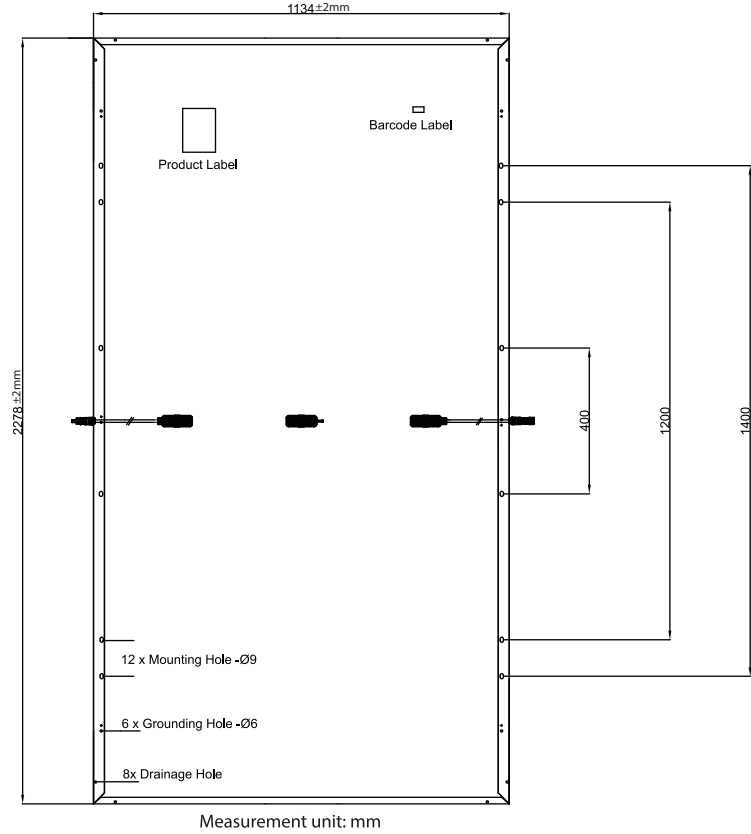 1134±2mm
Barcode Label
Product Label
2278±2mm
400
1200
1400
12 x Mounting Hole -Ø9
6 x Grounding Hole -Ø6
8x Drainage Hole
Measurement unit: mm